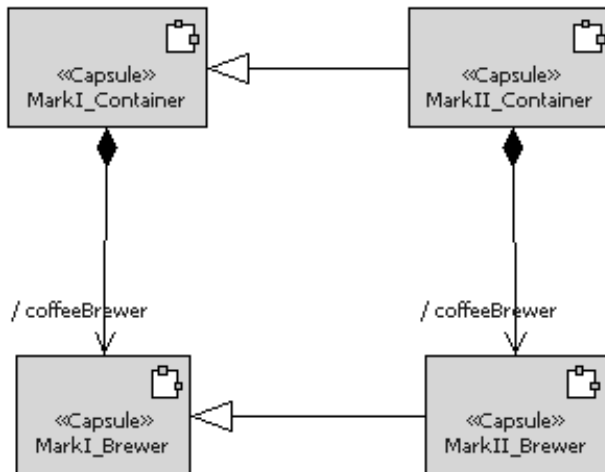 «Capsule»
MarkI_Container
«Capsule»
MarkII_Container
/ coffeeBrewer
/ coffeeBrewer
«Capsule»
MarkI_Brewer
«Capsule»
MarkII_Brewer